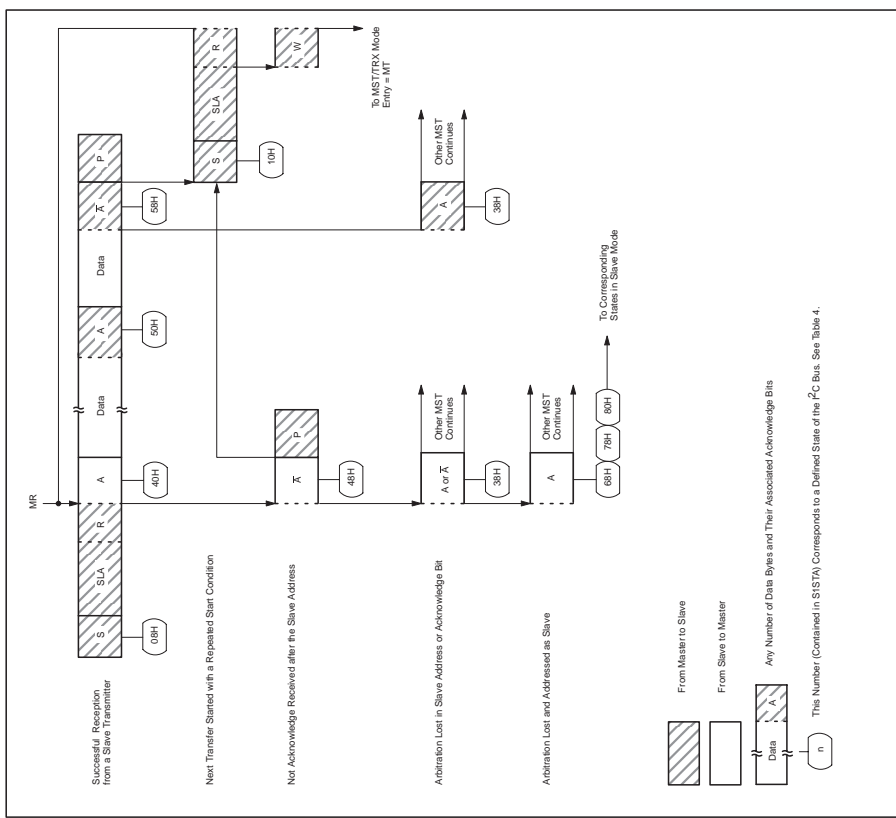 MR
Successful Reception
from a Slave Transmitter
S
SLA
R
A
Data
A
Data
A̅
P
08H
40H
50H
58H
Next Transfer Started with a Repeated Start Condition
S
SLA
R
10H
Not Acknowledge Received after the Slave Address
A̅
P
W
48H
To MST/TRX Mode
Entry = MT
Arbitration Lost in Slave Address or Acknowledge Bit
A or A̅
Other MST
Continues
A
Other MST
Continues
38H
38H
Arbitration Lost and Addressed as Slave
A
Other MST
Continues
68H
78H
80H
To Corresponding
States in Slave Mode
From Master to Slave
From Slave to Master
Data
A
Any Number of Data Bytes and Their Associated Acknowledge Bits
n
This Number (Contained in S1STA) Corresponds to a Defined State of the I²C Bus. See Table 4.